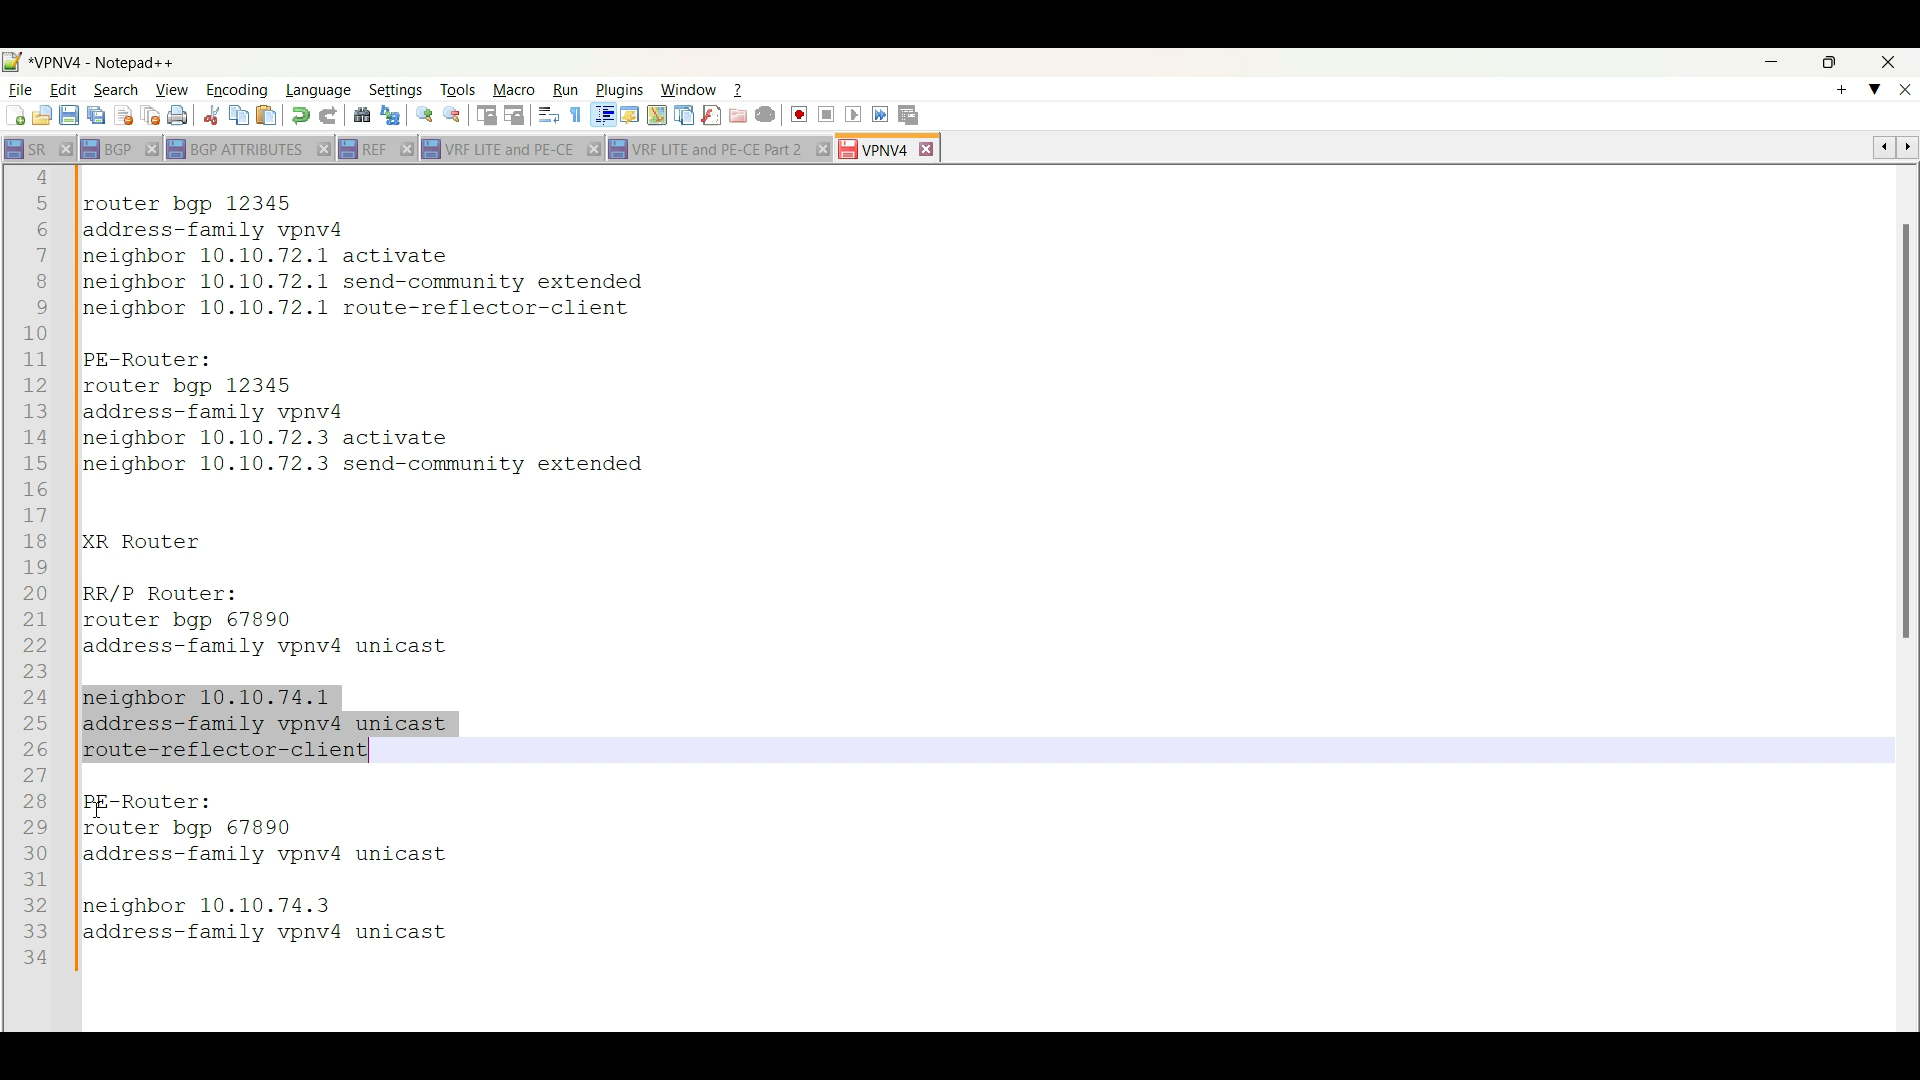 *VPNV4 - Notepad++
File Edit Search View Encoding Language Settings Tools Macro Run Plugins Window ?
SR BGP BGP ATTRIBUTES REF VRF LITE and PE-CE VRF LITE and PE-CE Part 2 VPNV4
4
5 router bgp 12345
6 address-family vpnv4
7 neighbor 10.10.72.1 activate
8 neighbor 10.10.72.1 send-community extended
9 neighbor 10.10.72.1 route-reflector-client
10
11 PE-Router:
12 router bgp 12345
13 address-family vpnv4
14 neighbor 10.10.72.3 activate
15 neighbor 10.10.72.3 send-community extended
16
17
18 XR Router
19
20 RR/P Router:
21 router bgp 67890
22 address-family vpnv4 unicast
23
24 neighbor 10.10.74.1
25 address-family vpnv4 unicast
26 route-reflector-client
27
28 PE-Router:
29 router bgp 67890
30 address-family vpnv4 unicast
31
32 neighbor 10.10.74.3
33 address-family vpnv4 unicast
34